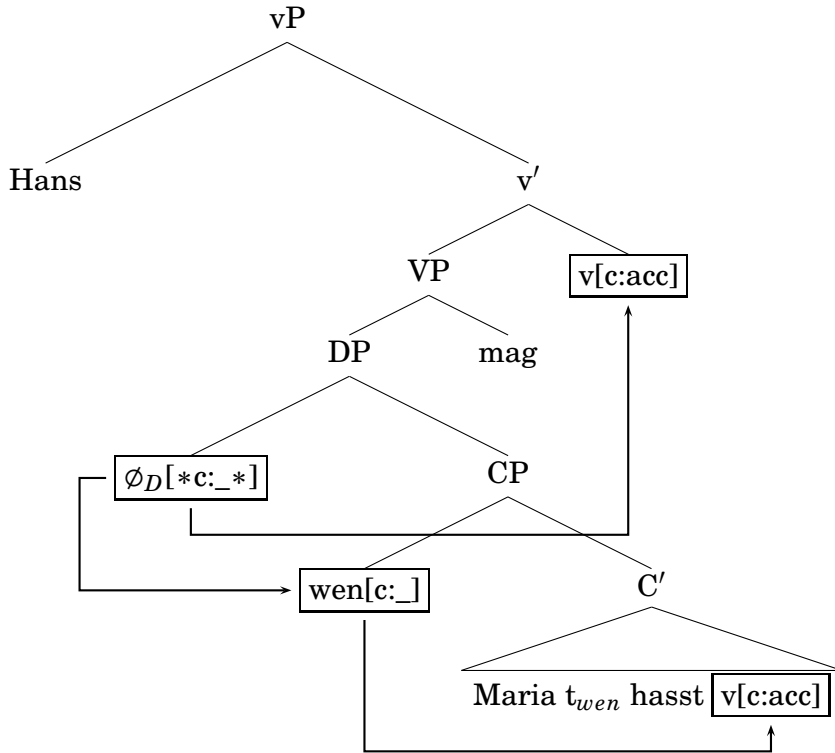 vP
Hans
v′
VP
v[c:acc]
DP
mag
∅D[∗c:_∗]
CP
wen[c:_]
C′
Maria twen hasst v[c:acc]